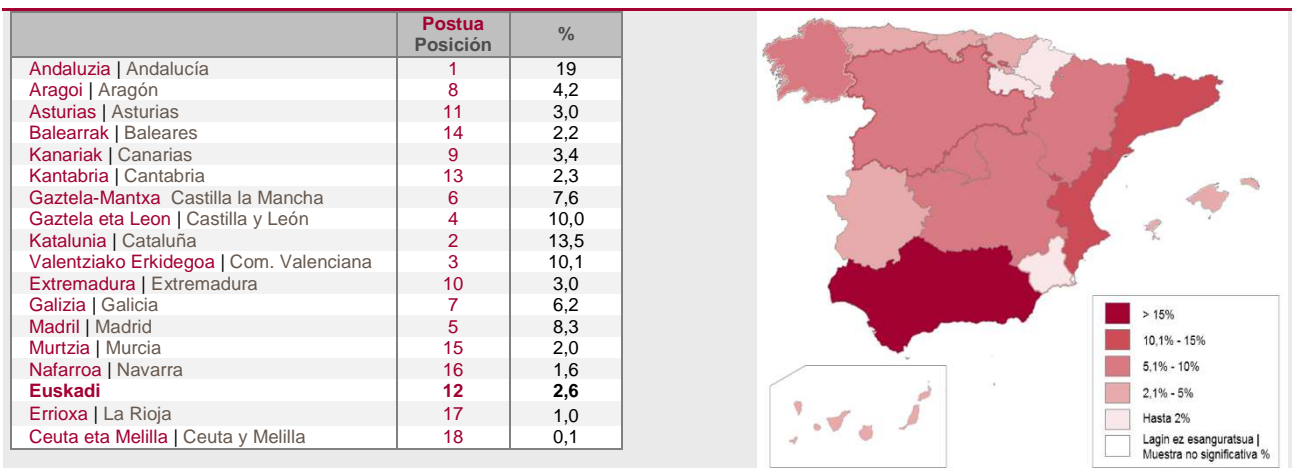 Postua
Posición
%
Andaluzia | Andalucía 1 19
Aragoi | Aragón 8 4,2
Asturias | Asturias 11 3,0
Balearrak | Baleares 14 2,2
Kanariak | Canarias 9 3,4
Kantabria | Cantabria 13 2,3
Gaztela-Mantxa Castilla la Mancha 6 7,6
Gaztela eta Leon | Castilla y León 4 10,0
Katalunia | Cataluña 2 13,5
Valentziako Erkidegoa | Com. Valenciana 3 10,1
Extremadura | Extremadura 10 3,0
Galizia | Galicia 7 6,2
Madril | Madrid 5 8,3
Murtzia | Murcia 15 2,0
Nafarroa | Navarra 16 1,6
Euskadi 12 2,6
Errioxa | La Rioja 17 1,0
Ceuta eta Melilla | Ceuta y Melilla 18 0,1
> 15%
10,1% - 15%
5,1% - 10%
2,1% - 5%
Hasta 2%
Lagin ez esanguratsua |
Muestra no significativa %